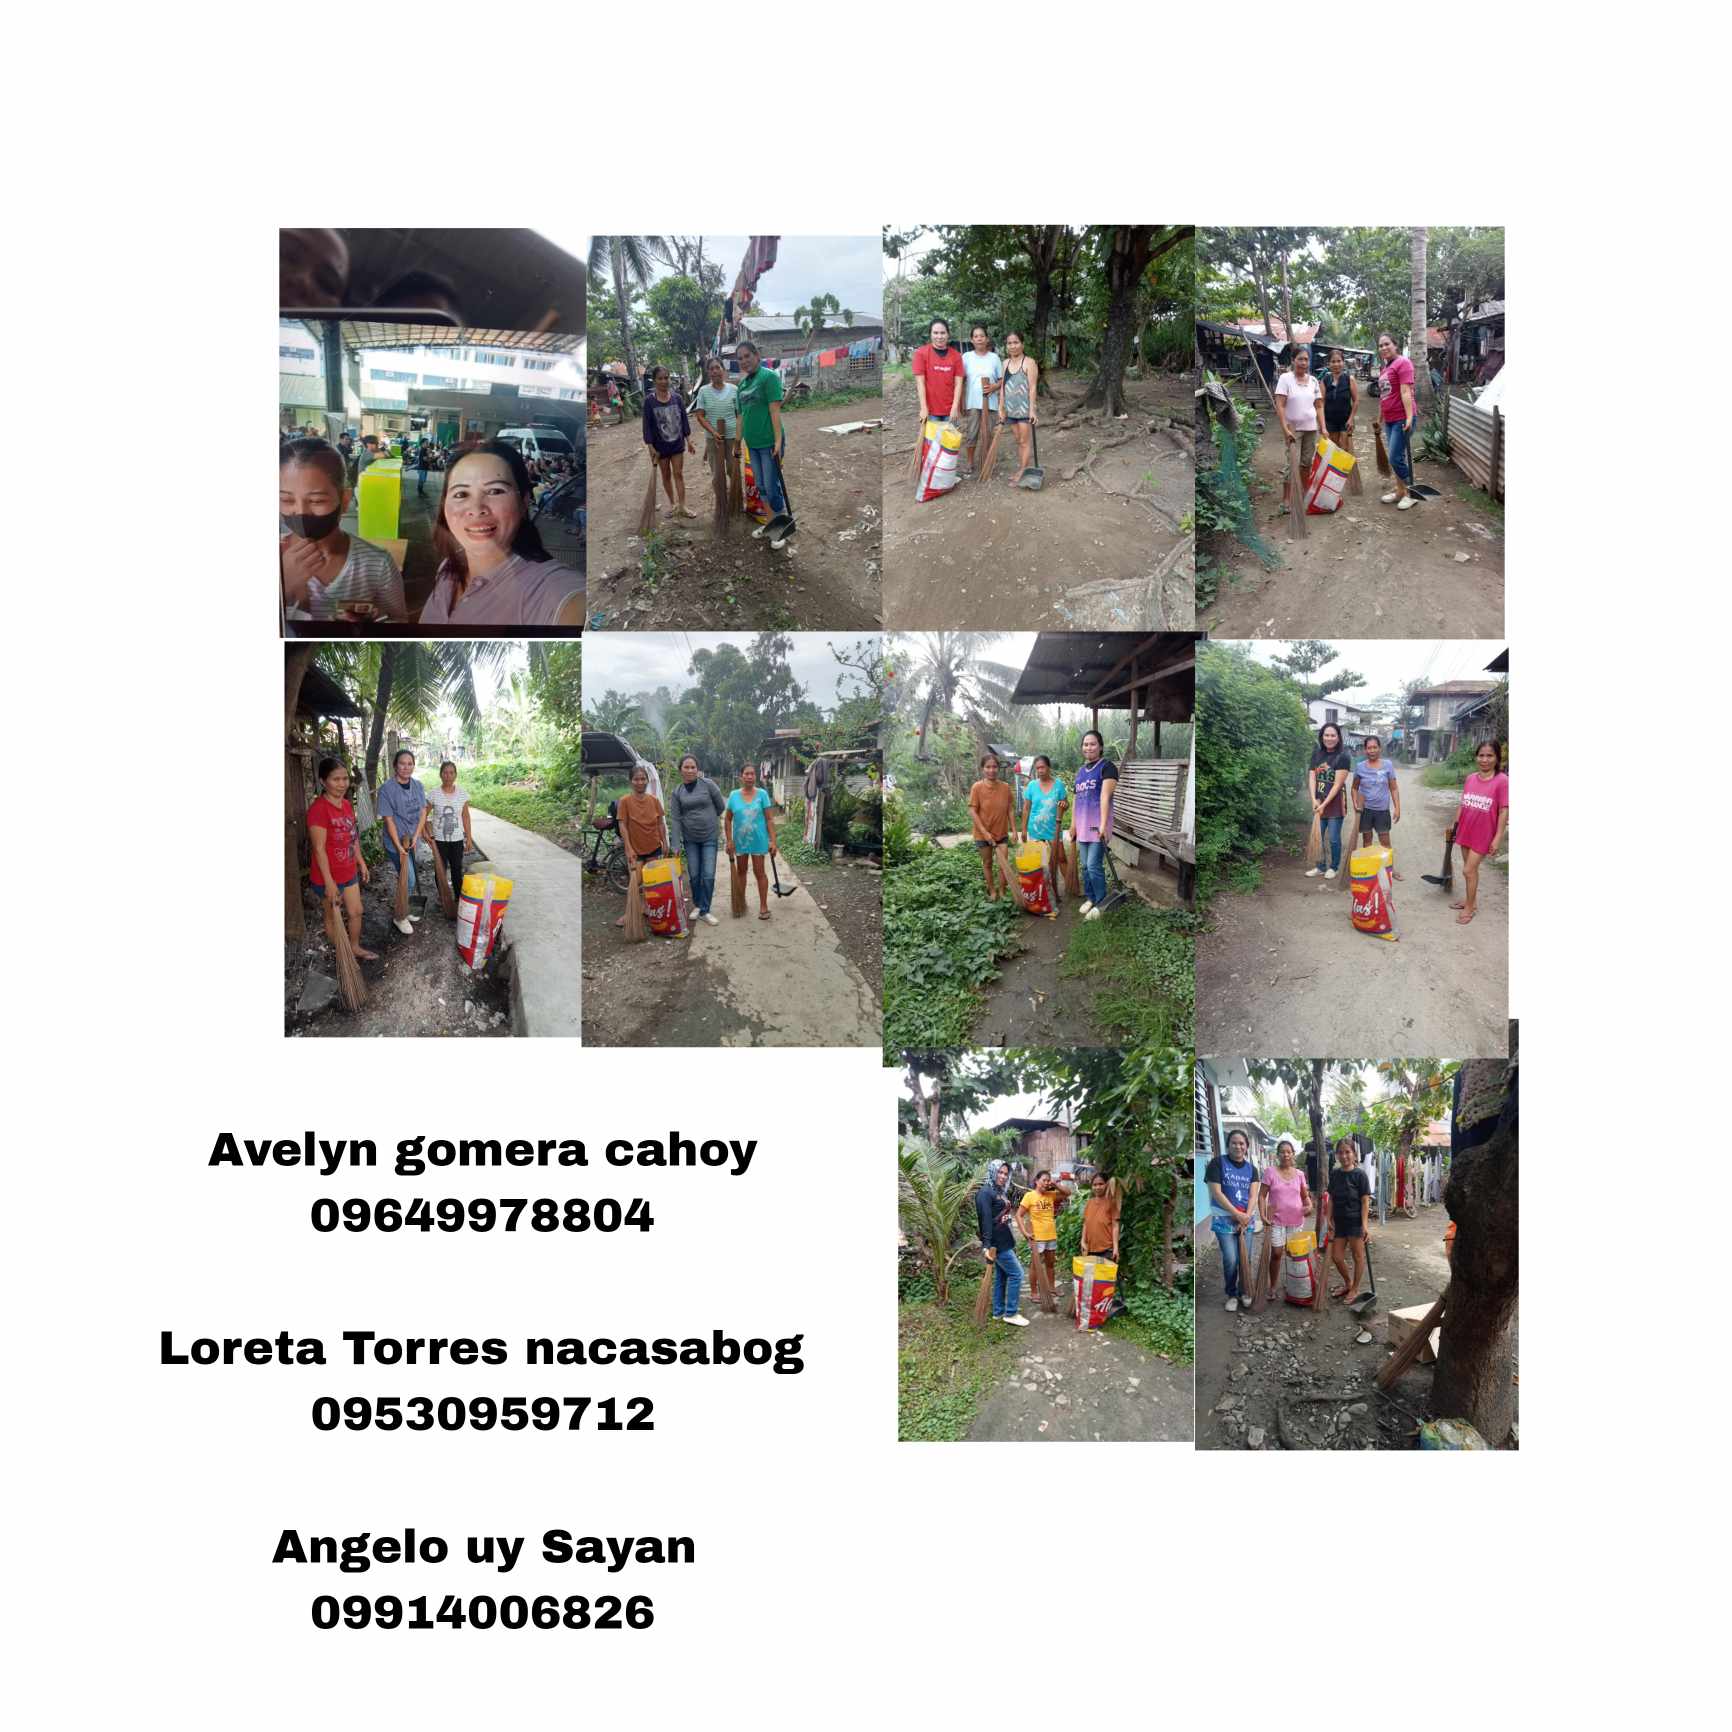 Avelyn gomera cahoy
09649978804
Loreta Torres nacasabog
09530959712
Angelo uy Sayan
09914006826